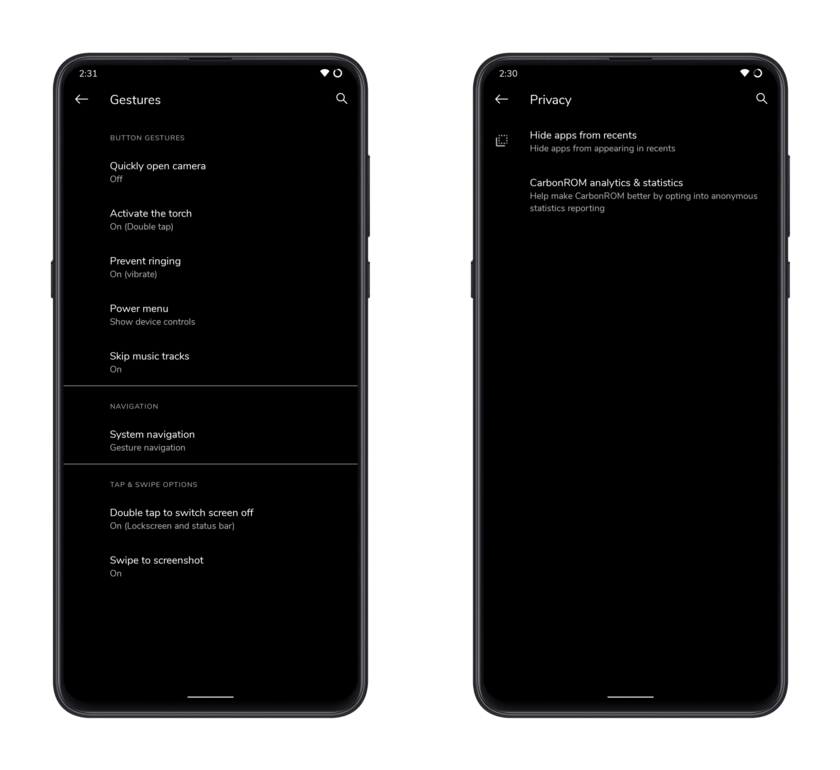 2:31
Gestures
BUTTON GESTURES
Quickly open camera
Off
Activate the torch
On (Double tap)
Prevent ringing
On (vibrate)
Power menu
Show device controls
Skip music tracks
On
NAVIGATION
System navigation
Gesture navigation
TAP & SWIPE OPTIONS
Double tap to switch screen off
On (Lockscreen and status bar)
Swipe to screenshot
On
2:30
Privacy
Hide apps from recents
Hide apps from appearing in recents
CarbonROM analytics & statistics
Help make CarbonROM better by opting into anonymous
statistics reporting